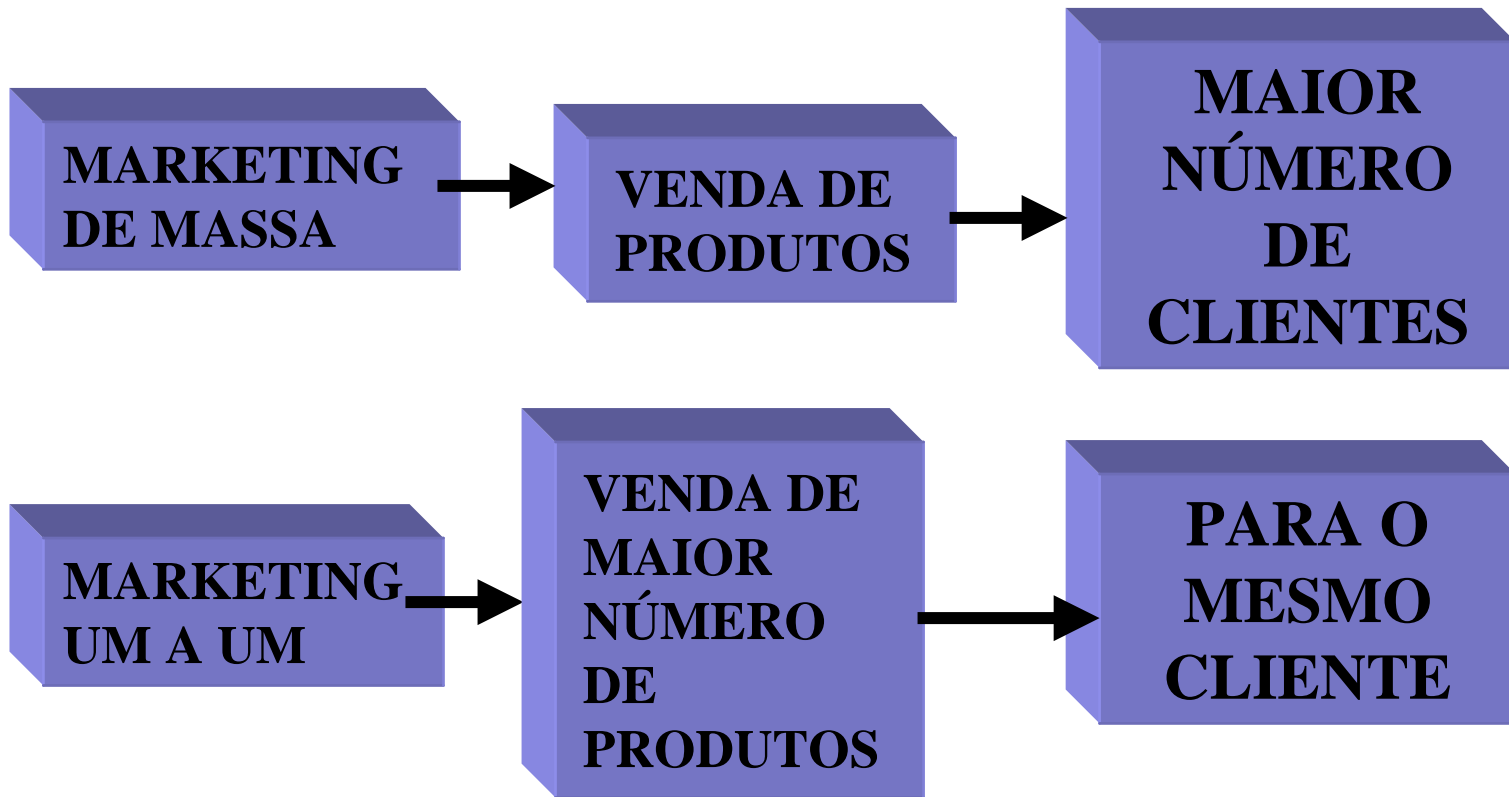 MARKETING
DE MASSA
VENDA DE
PRODUTOS
MAIOR
NÚMERO
DE
CLIENTES
MARKETING
UM A UM
VENDA DE
MAIOR
NÚMERO
DE
PRODUTOS
PARA O
MESMO
CLIENTE